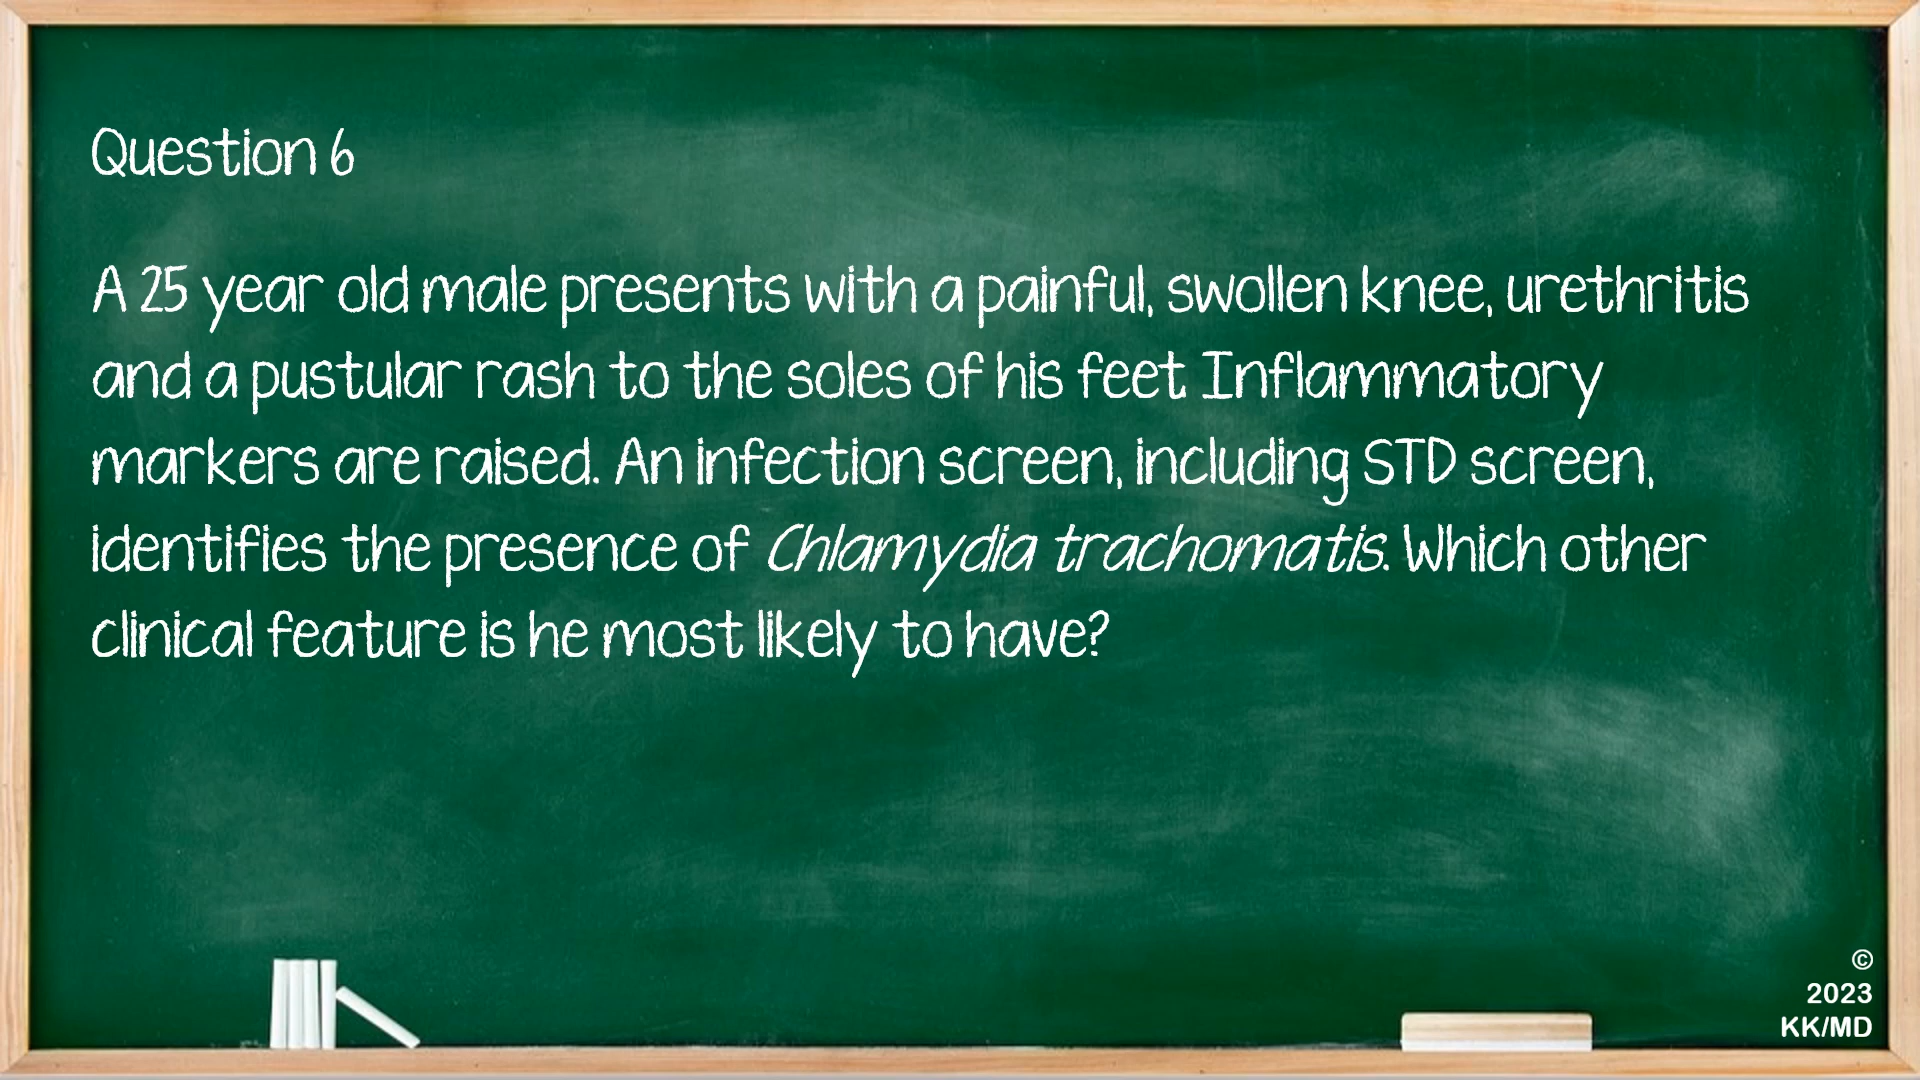 Question 6
A 25 year old male presents with a painful, swollen knee, urethritis
and a pustular rash to the soles of his feet. Inflammatory
markers are raised. An infection screen, including STD screen,
identifies the presence of Chlamydia trachomatis. Which other
clinical feature is he most likely to have?
©
2023
KK/MD